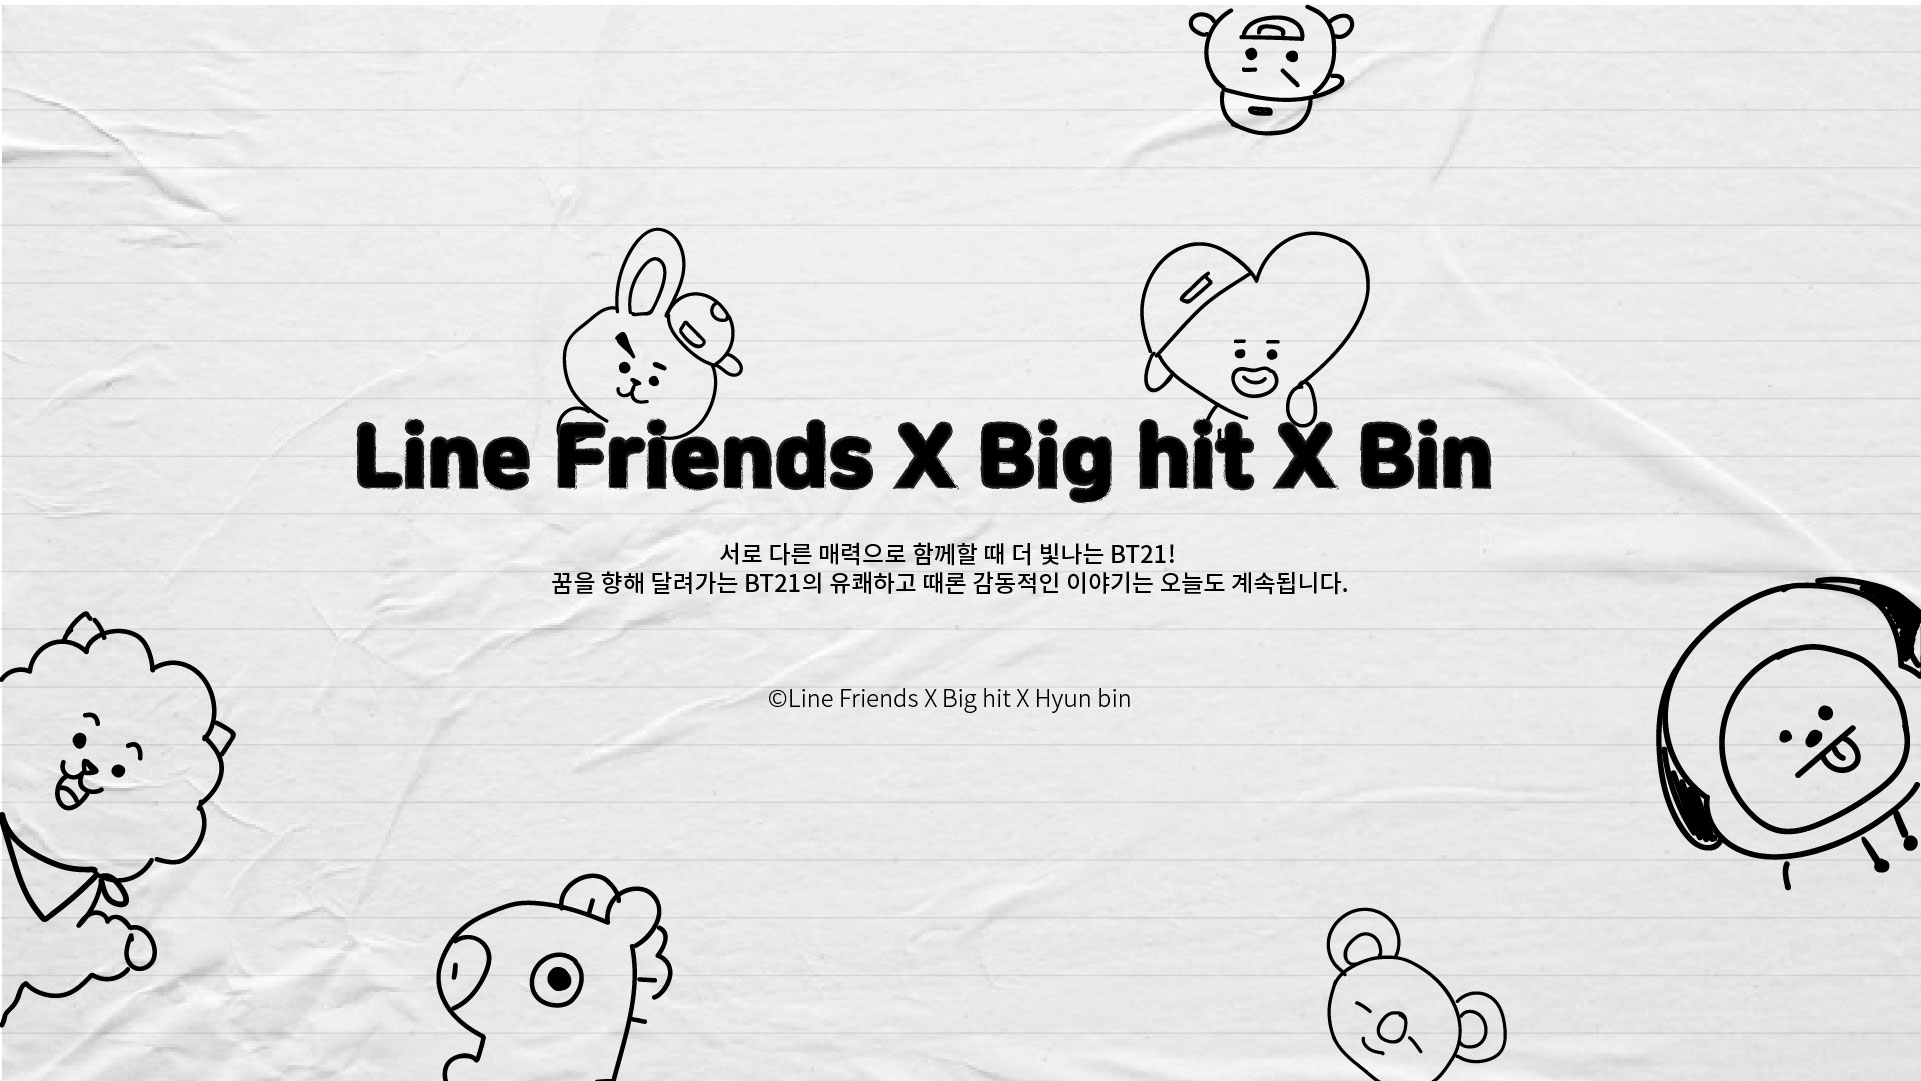 Line Friends X Big hit X Bin
서로 다른 매력으로 함께할 때 더 빛나는 BT21!
꿈을 향해 달려가는 BT21의 유쾌하고 때론 감동적인 이야기는 오늘도 계속됩니다.
©Line Friends X Big hit X Hyun bin